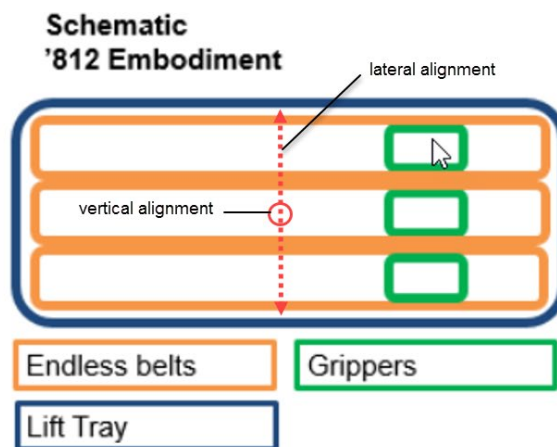 Schematic
'812 Embodiment
lateral alignment
vertical alignment
Endless belts
Grippers
Lift Tray